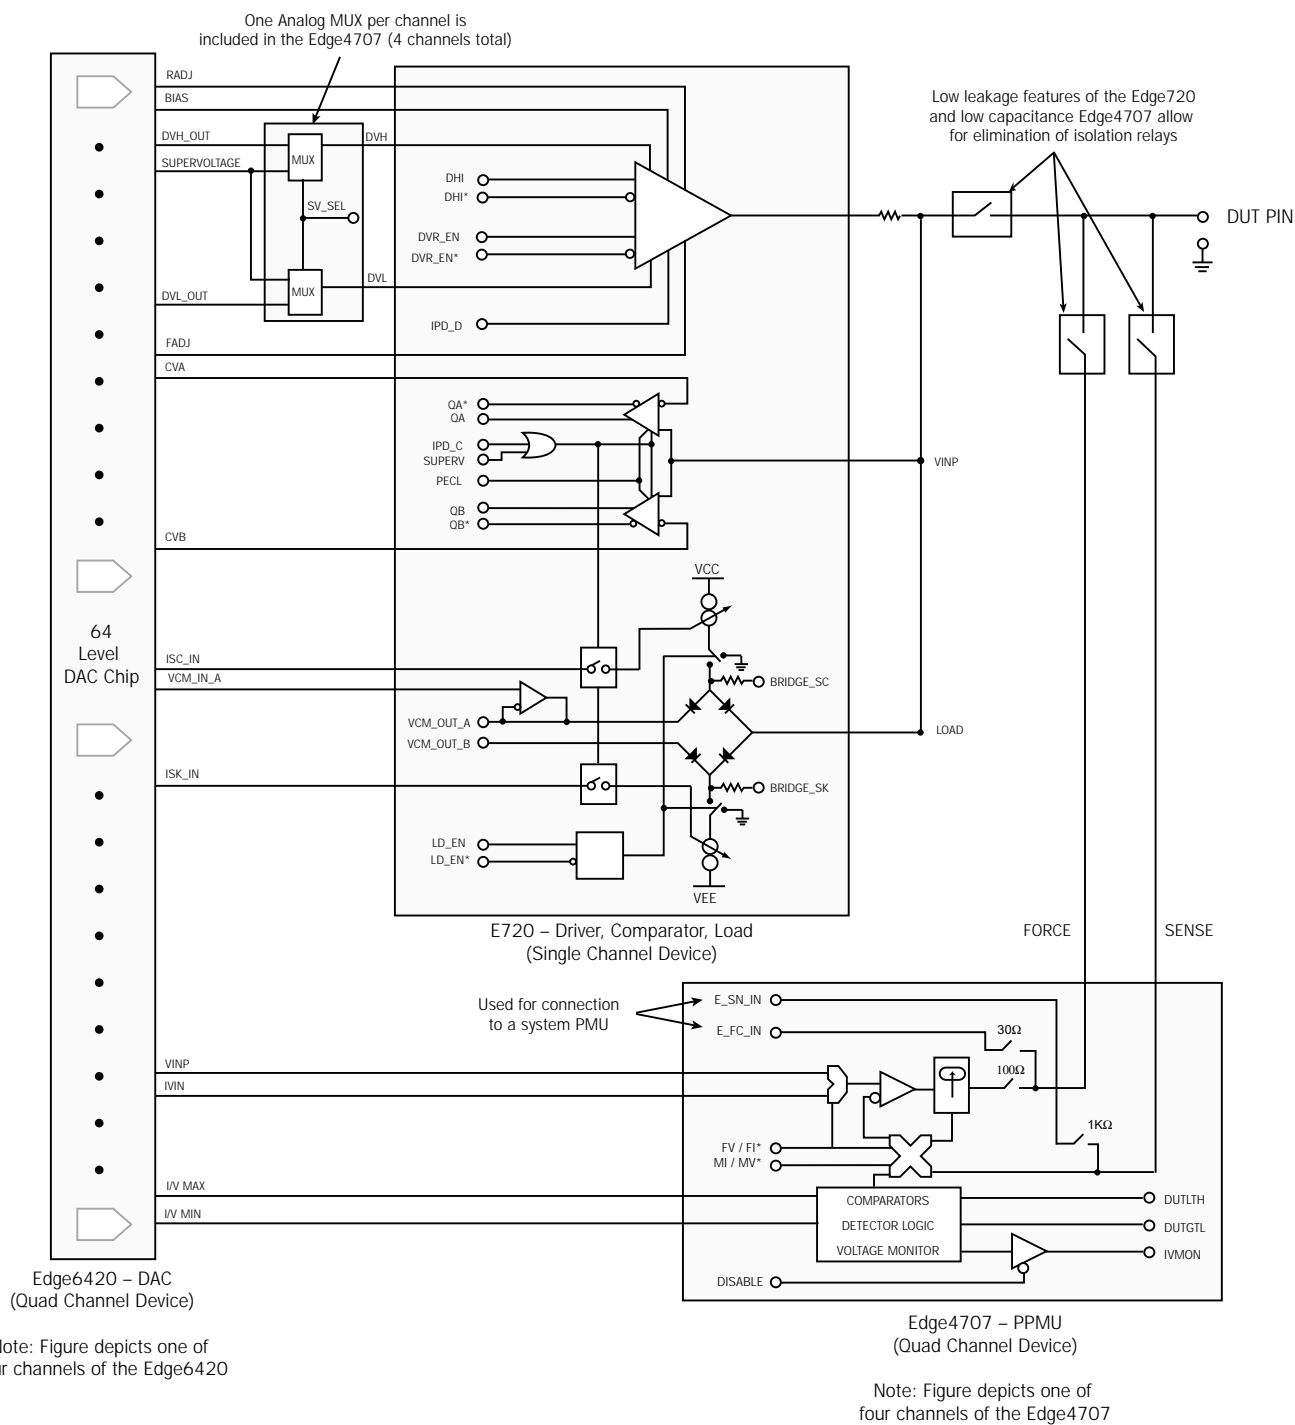 One Analog MUX per channel is
included in the Edge4707 (4 channels total)
RADJ
BIAS
DVH_OUT
SUPERVOLTAGE
MUX
DVH
SV_SEL
MUX
DVL
DVL_OUT
FADJ
CVA
DHI
DHI*
DVR_EN
DVR_EN*
IPD_D
Low leakage features of the Edge720
and low capacitance Edge4707 allow
for elimination of isolation relays
DUT PIN
QA*
QA
IPD_C
SUPERV
PECL
QB
QB*
VINP
CVB
64
Level
DAC Chip
VCC
ISC_IN
VCM_IN_A
BRIDGE_SC
VCM_OUT_A
VCM_OUT_B
LOAD
ISK_IN
BRIDGE_SK
LD_EN
LD_EN*
VEE
E720 – Driver, Comparator, Load
(Single Channel Device)
FORCE
SENSE
Used for connection
to a system PMU
E_SN_IN
E_FC_IN
30Ω
100Ω
1KΩ
VINP
IVIN
FV / FI*
MI / MV*
I/V MAX
I/V MIN
COMPARATORS
DETECTOR LOGIC
VOLTAGE MONITOR
DUTLTH
DUTGTL
IVMON
DISABLE
Edge6420 – DAC
(Quad Channel Device)
ote: Figure depicts one of
r channels of the Edge6420
Edge4707 – PPMU
(Quad Channel Device)
Note: Figure depicts one of
four channels of the Edge4707